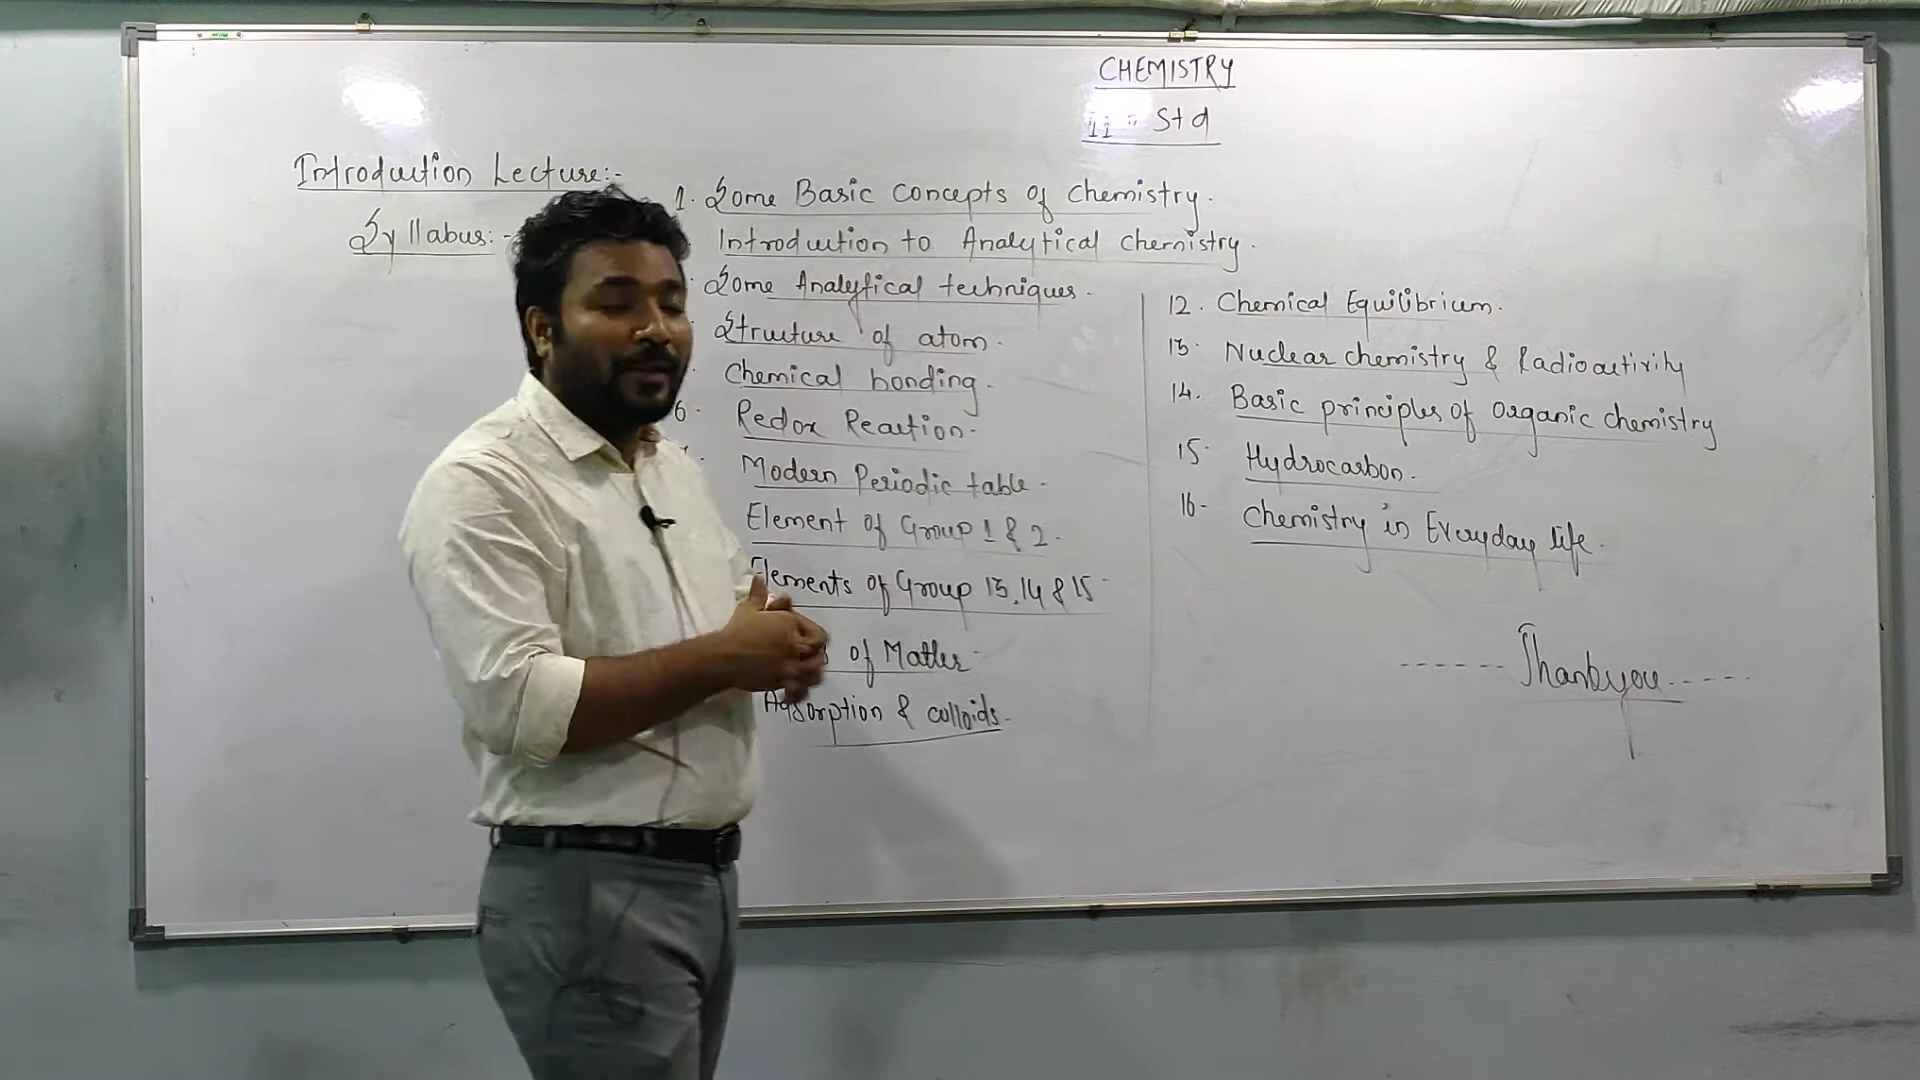 CHEMISTRY
11th Std
Introduction Lecture:-
Syllabus:-
1. Some Basic concepts of chemistry.
Introduction to Analytical chemistry.
Some Analytical techniques.
Structure of atom.
Chemical bonding.
6. Redox Reaction.
Modern Periodic table.
Element of Group 1 & 2.
Elements of Group 13, 14 & 15
of Matter
Adsorption & colloids.
12. Chemical Equilibrium.
13. Nuclear chemistry & Radioactivity
14. Basic principles of organic chemistry
15. Hydrocarbon.
16. Chemistry in Everyday life.
------ Thankyou -----